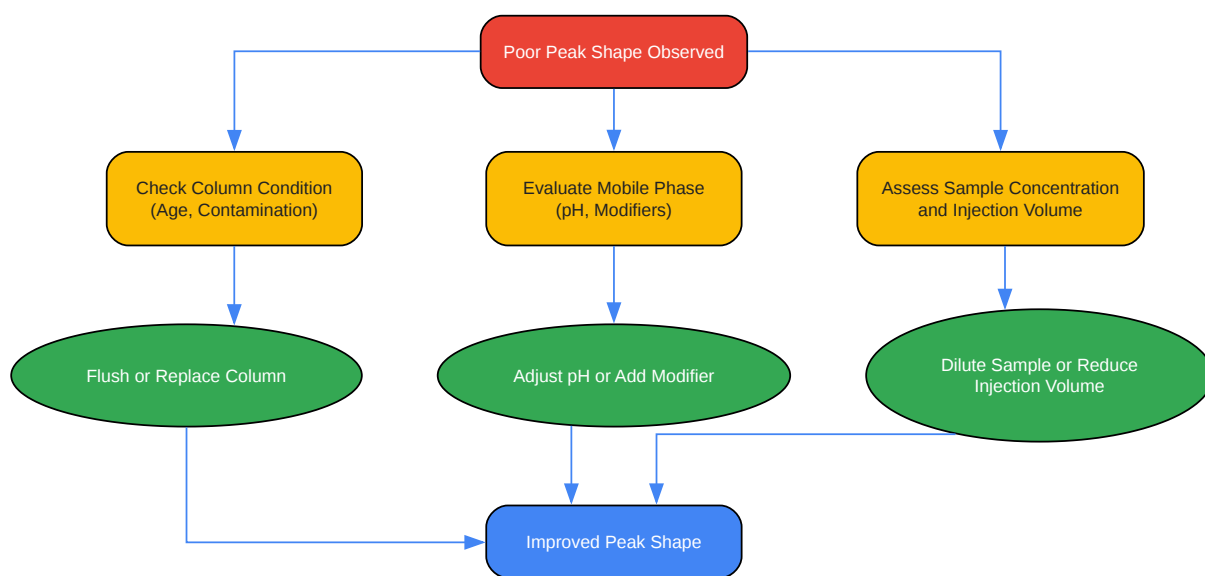 Poor Peak Shape Observed
Check Column Condition
(Age, Contamination)
Evaluate Mobile Phase
(pH, Modifiers)
Assess Sample Concentration
and Injection Volume
Flush or Replace Column
Adjust pH or Add Modifier
Dilute Sample or Reduce
Injection Volume
Improved Peak Shape